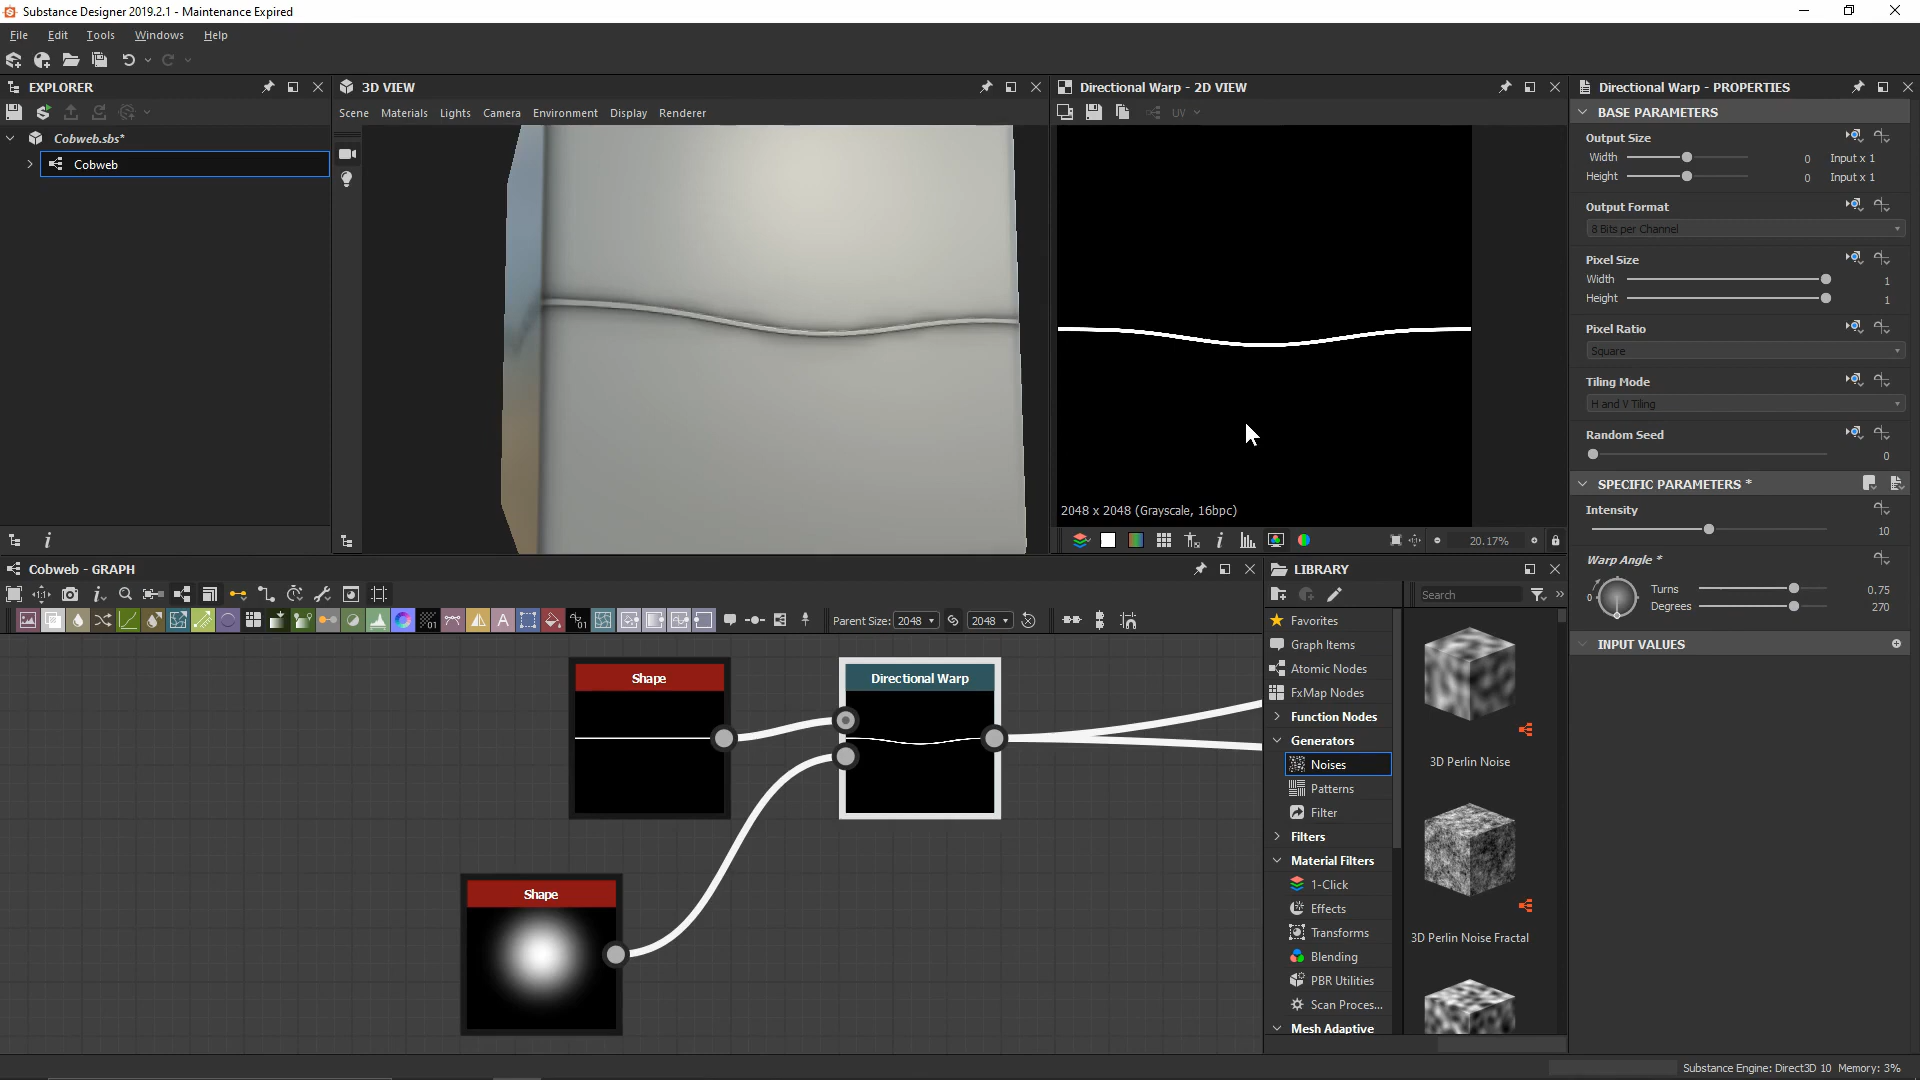 Substance Designer 2019.2.1 - Maintenance Expired
File Edit Tools Windows Help
EXPLORER
Cobweb.sbs*
Cobweb
3D VIEW
Scene Materials Lights Camera Environment Display Renderer
Directional Warp - 2D VIEW
UV
2048 x 2048 (Grayscale, 16bpc)
20.17%
Directional Warp - PROPERTIES
BASE PARAMETERS
Output Size
Width 0 Input x 1
Height 0 Input x 1
Output Format
8 Bits per Channel
Pixel Size
Width 1
Height 1
Pixel Ratio
Square
Tiling Mode
H and V Tiling
Random Seed
0
SPECIFIC PARAMETERS *
Intensity
10
Warp Angle *
0 Turns 0.75
Degrees 270
INPUT VALUES
Cobweb - GRAPH
Parent Size: 2048 2048
Shape
Directional Warp
Shape
LIBRARY
Search
Favorites
Graph Items
Atomic Nodes
FxMap Nodes
Function Nodes
Generators
Noises
Patterns
Filter
Filters
Material Filters
1-Click
Effects
Transforms
Blending
PBR Utilities
Scan Proces...
Mesh Adaptive
3D Perlin Noise
3D Perlin Noise Fractal
Substance Engine: Direct3D 10 Memory: 3%